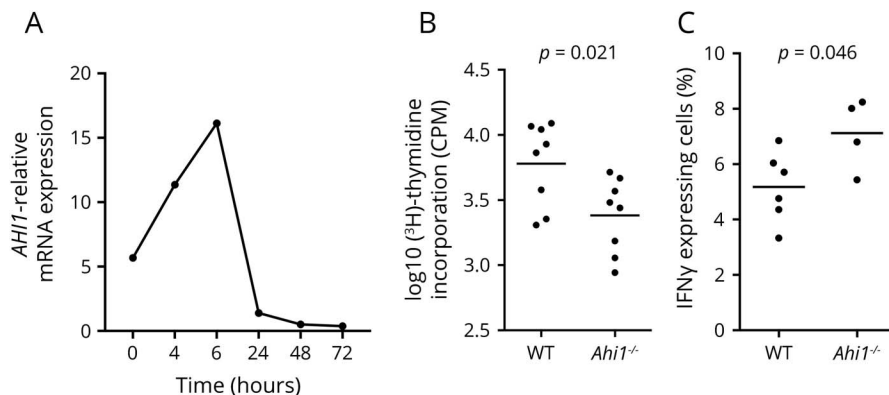 A
AHI1-relative
mRNA expression
20
15
10
5
0
0 4 6 24 48 72
Time (hours)
B
p = 0.021
log10 (³H)-thymidine
incorporation (CPM)
4.5
4.0
3.5
3.0
2.5
WT Ahi1⁻/⁻
C
p = 0.046
IFNγ expressing cells (%)
10
8
6
4
2
0
WT Ahi1⁻/⁻